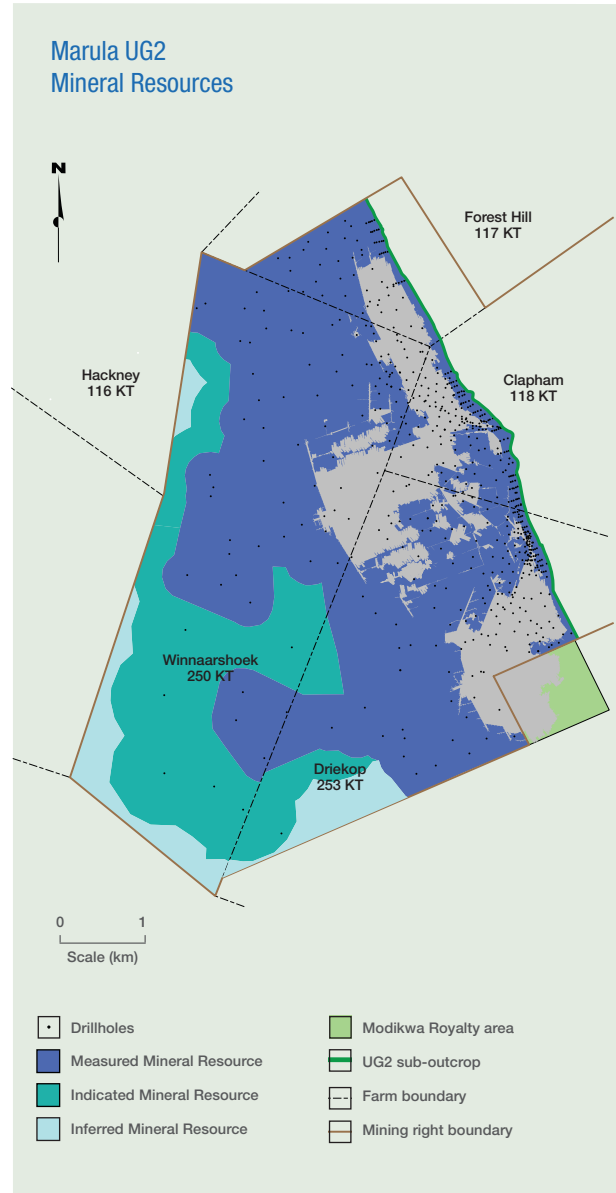 Marula UG2
Mineral Resources
N
Forest Hill
117 KT
Hackney
116 KT
Clapham
118 KT
Winnaarshoek
250 KT
Driekop
253 KT
0 1
Scale (km)
Drillholes
Measured Mineral Resource
Indicated Mineral Resource
Inferred Mineral Resource
Modikwa Royalty area
UG2 sub-outcrop
Farm boundary
Mining right boundary